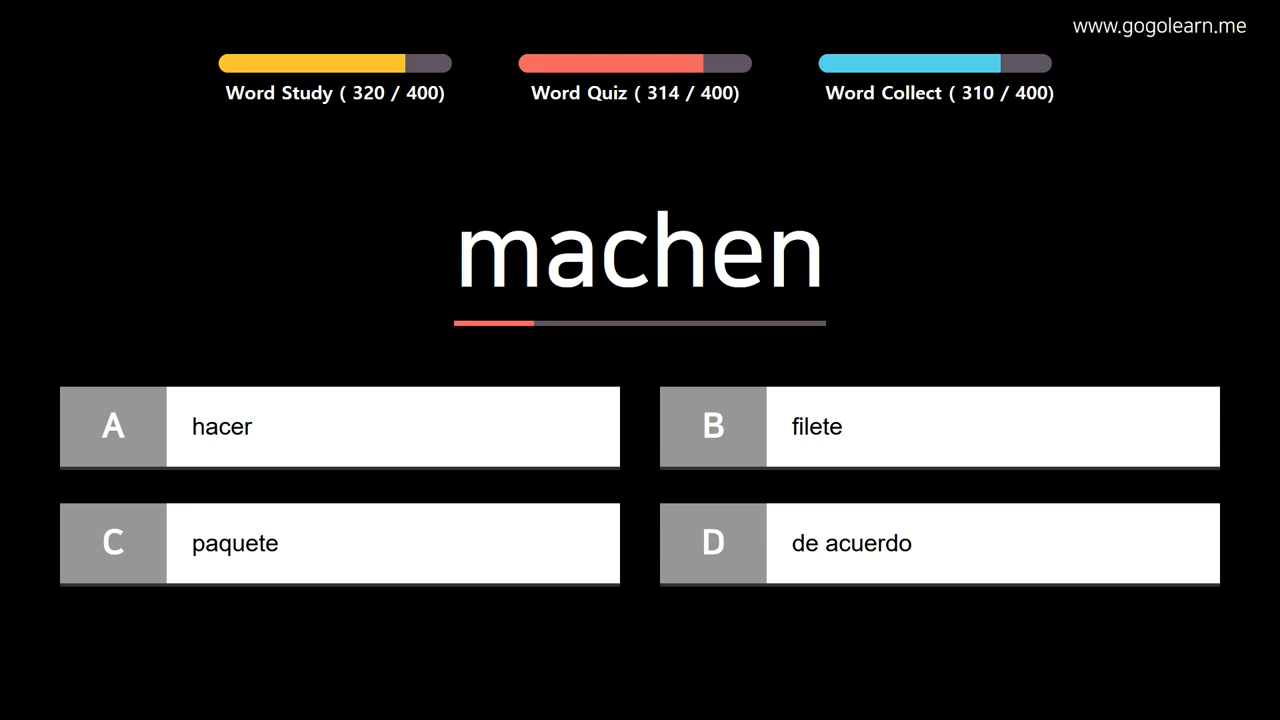 www.gogolearn.me
Word Study ( 320 / 400)
Word Quiz ( 314 / 400)
Word Collect ( 310 / 400)
machen
A hacer
B filete
C paquete
D de acuerdo